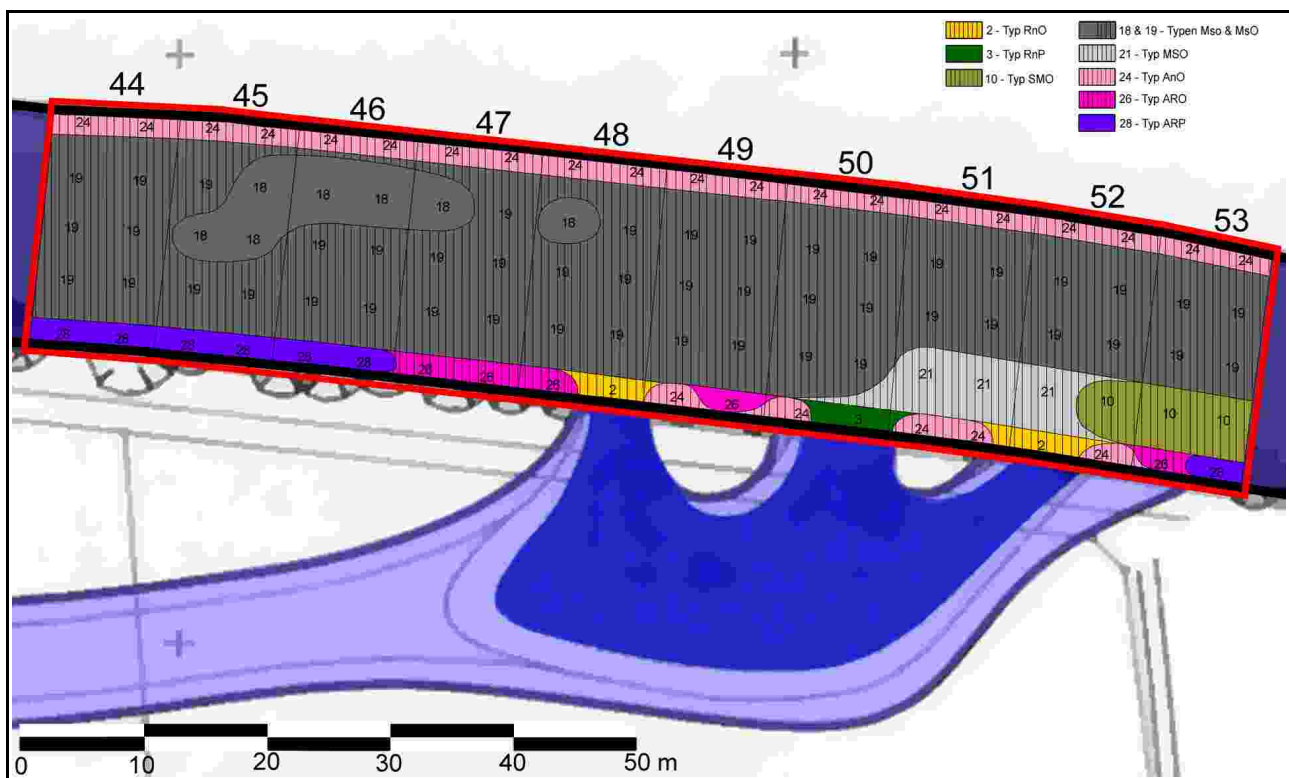 2 - Typ RnO
3 - Typ RnP
10 - Typ SMO
18 & 19 - Typen Mso & MsO
21 - Typ MSO
24 - Typ AnO
26 - Typ ARO
28 - Typ ARP
44 45 46 47 48 49 50 51 52 53
24 24 24 24 24 24 24 24 24 24 24 24 24 24 24 24 24 24 24 24
19 19 19 18 18 18 18 19 18 19 19 19 19 19 19 19 19 19 19 19
19 19 18 18 19 19 19 19 18 19 19 19 19 19 19 19 19 19 19
19 19 19 19 19 19 19 19 19 19 19 19 19 19 21 21 21 19 19 19
10 10 10
28 28 28 28 28 28 26 26 26 2 24 26 24 3 24 24 2 24 26 28
0 10 20 30 40 50 m